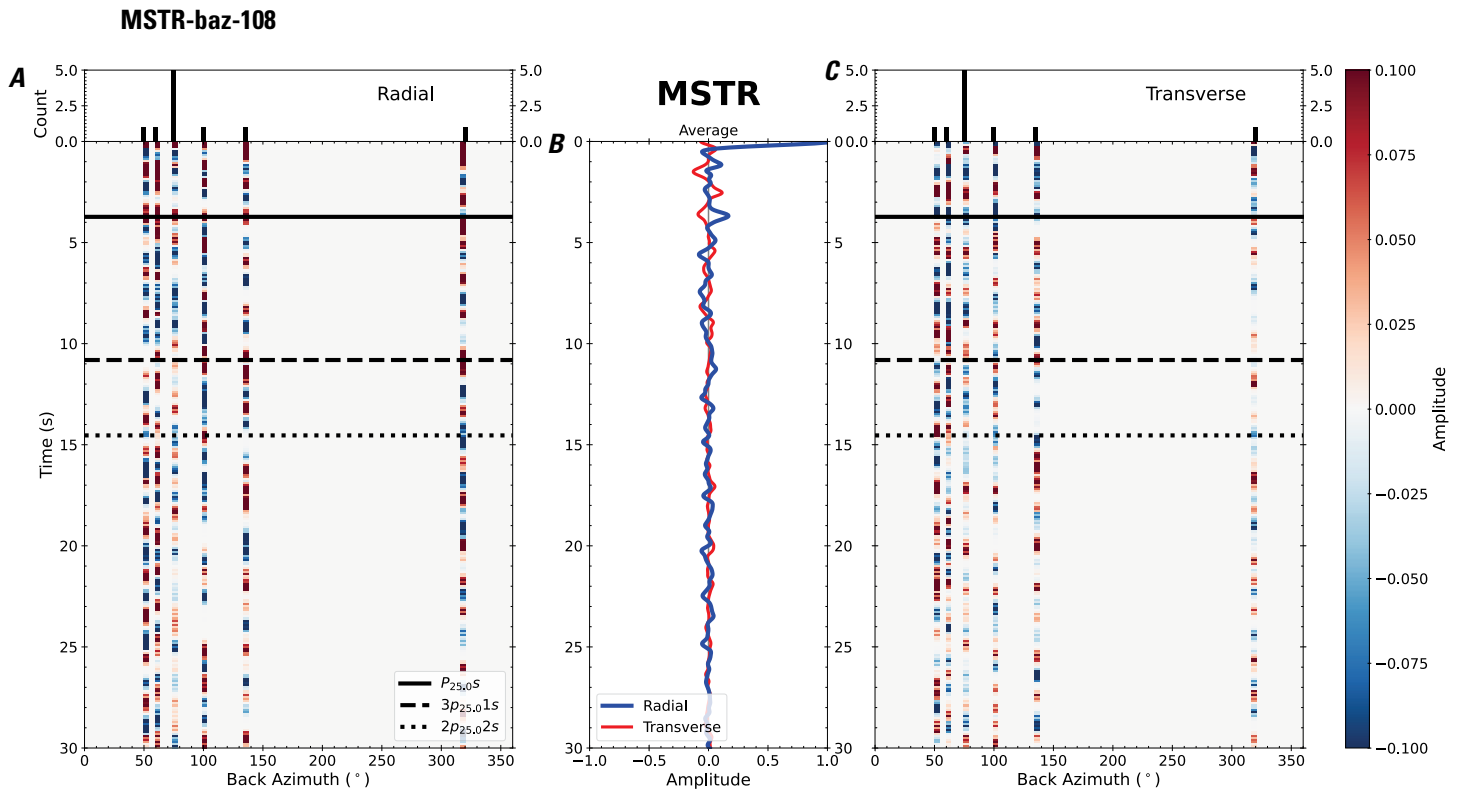 MSTR-baz-108
A
Count
5.0
2.5
0.0
Radial
5.0
2.5
0.0
MSTR
Average
B
C
5.0
2.5
0.0
Transverse
5.0
2.5
0.0
0.0
5
10
15
20
25
30
Time (s)
P25.0s
3p25.01s
2p25.02s
0 50 100 150 200 250 300 350
Back Azimuth (°)
0
5
10
15
20
25
30
Radial
Transverse
−1.0 −0.5 0.0 0.5 1.0
Amplitude
0.0
5
10
15
20
25
30
0 50 100 150 200 250 300 350
Back Azimuth (°)
0.100
0.075
0.050
0.025
0.000
−0.025
−0.050
−0.075
−0.100
Amplitude